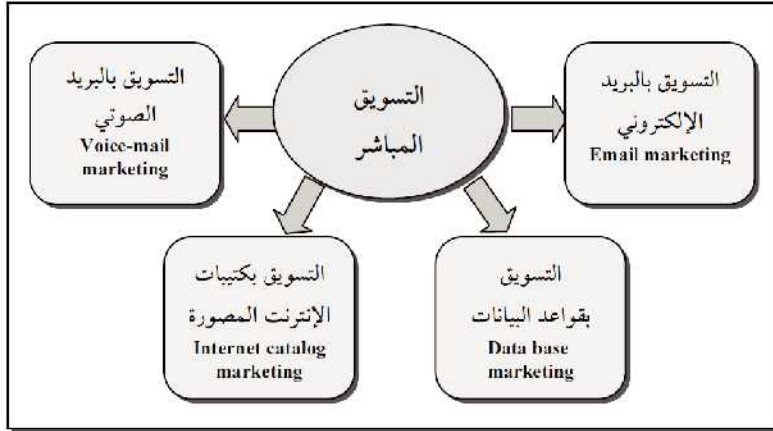 التسويق
المباشر
التسويق بالبريد
الإلكتروني
Email marketing
التسويق بالبريد
الصوتي
Voice-mail
marketing
التسويق
بقواعد البيانات
Data base
marketing
التسويق بكتيبات
الإنترنت المصورة
Internet catalog
marketing